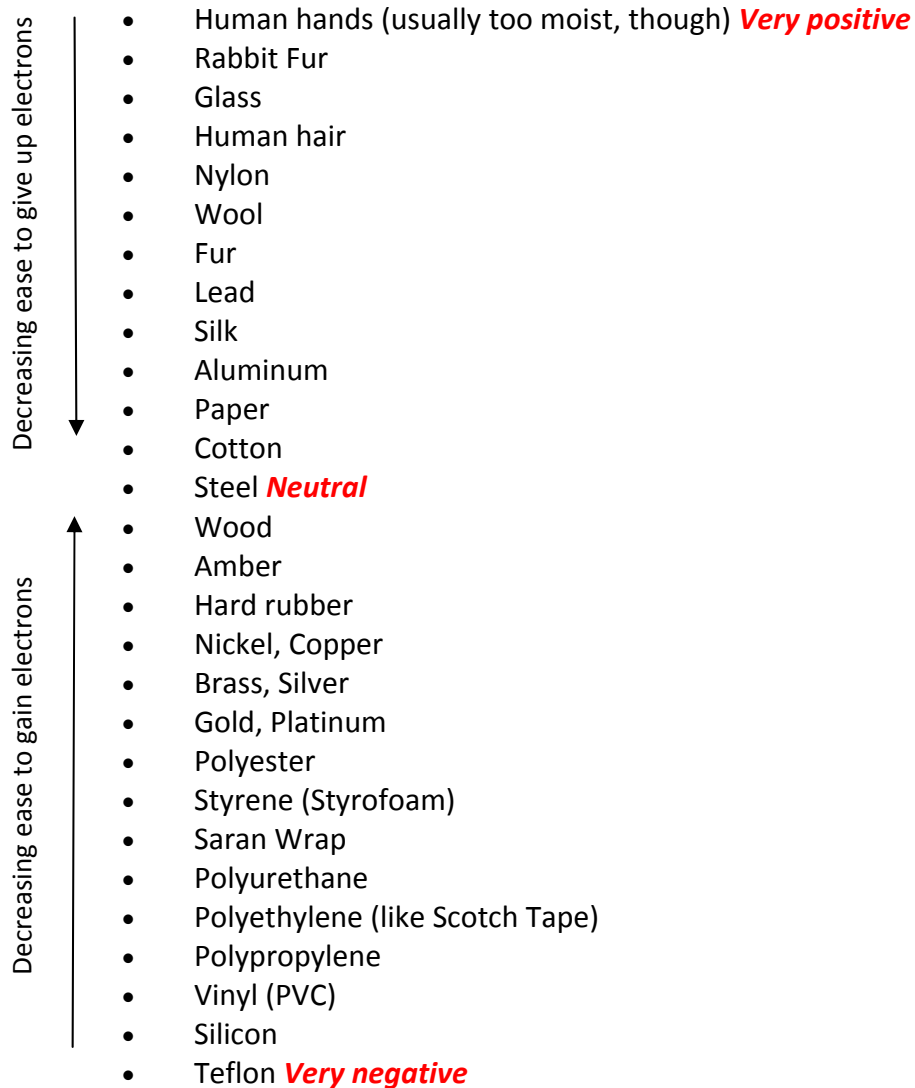 Decreasing ease to give up electrons
• Human hands (usually too moist, though) Very positive
• Rabbit Fur
• Glass
• Human hair
• Nylon
• Wool
• Fur
• Lead
• Silk
• Aluminum
• Paper
• Cotton
• Steel Neutral
Decreasing ease to gain electrons
• Wood
• Amber
• Hard rubber
• Nickel, Copper
• Brass, Silver
• Gold, Platinum
• Polyester
• Styrene (Styrofoam)
• Saran Wrap
• Polyurethane
• Polyethylene (like Scotch Tape)
• Polypropylene
• Vinyl (PVC)
• Silicon
• Teflon Very negative